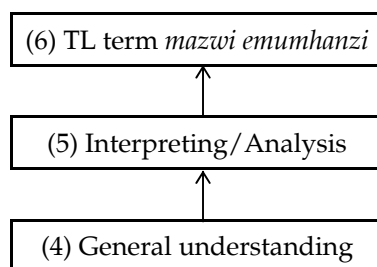 (6) TL term mazwi emumhanzi
(5) Interpreting/Analysis
(4) General understanding